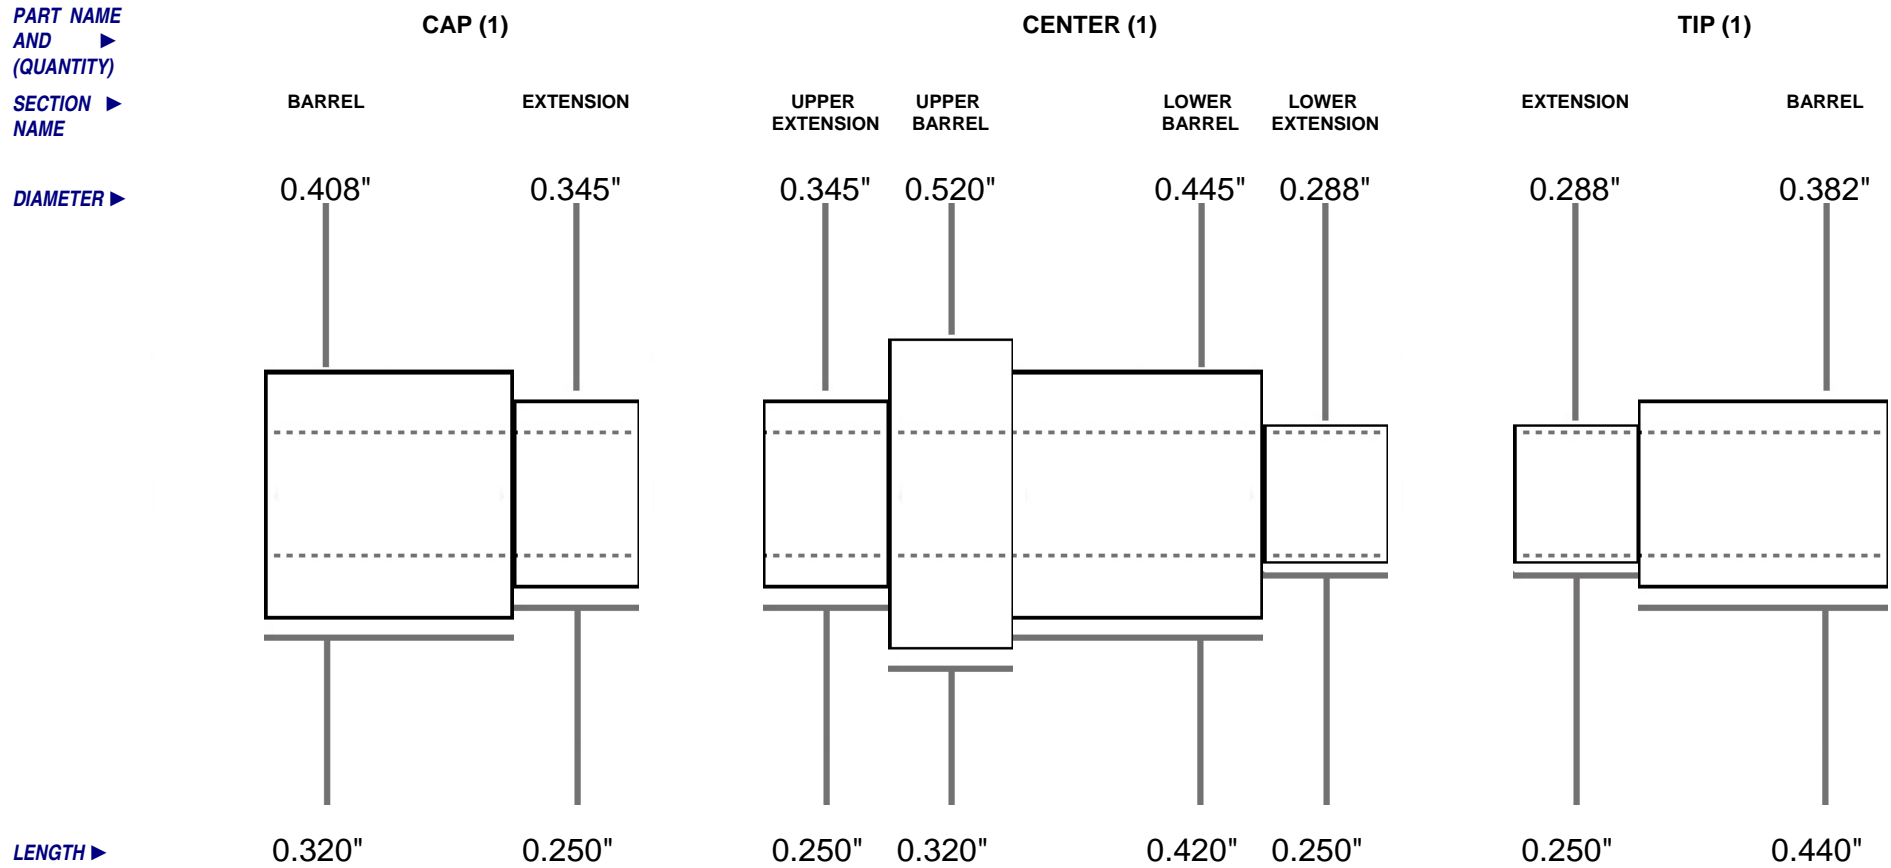 PART NAME
AND ►
(QUANTITY)
CAP (1) CENTER (1) TIP (1)
SECTION ►
NAME
BARREL EXTENSION UPPER UPPER LOWER LOWER EXTENSION BARREL
EXTENSION BARREL BARREL EXTENSION
DIAMETER ► 0.408" 0.345" 0.345" 0.520" 0.445" 0.288" 0.288" 0.382"
LENGTH ► 0.320" 0.250" 0.250" 0.320" 0.420" 0.250" 0.250" 0.440"